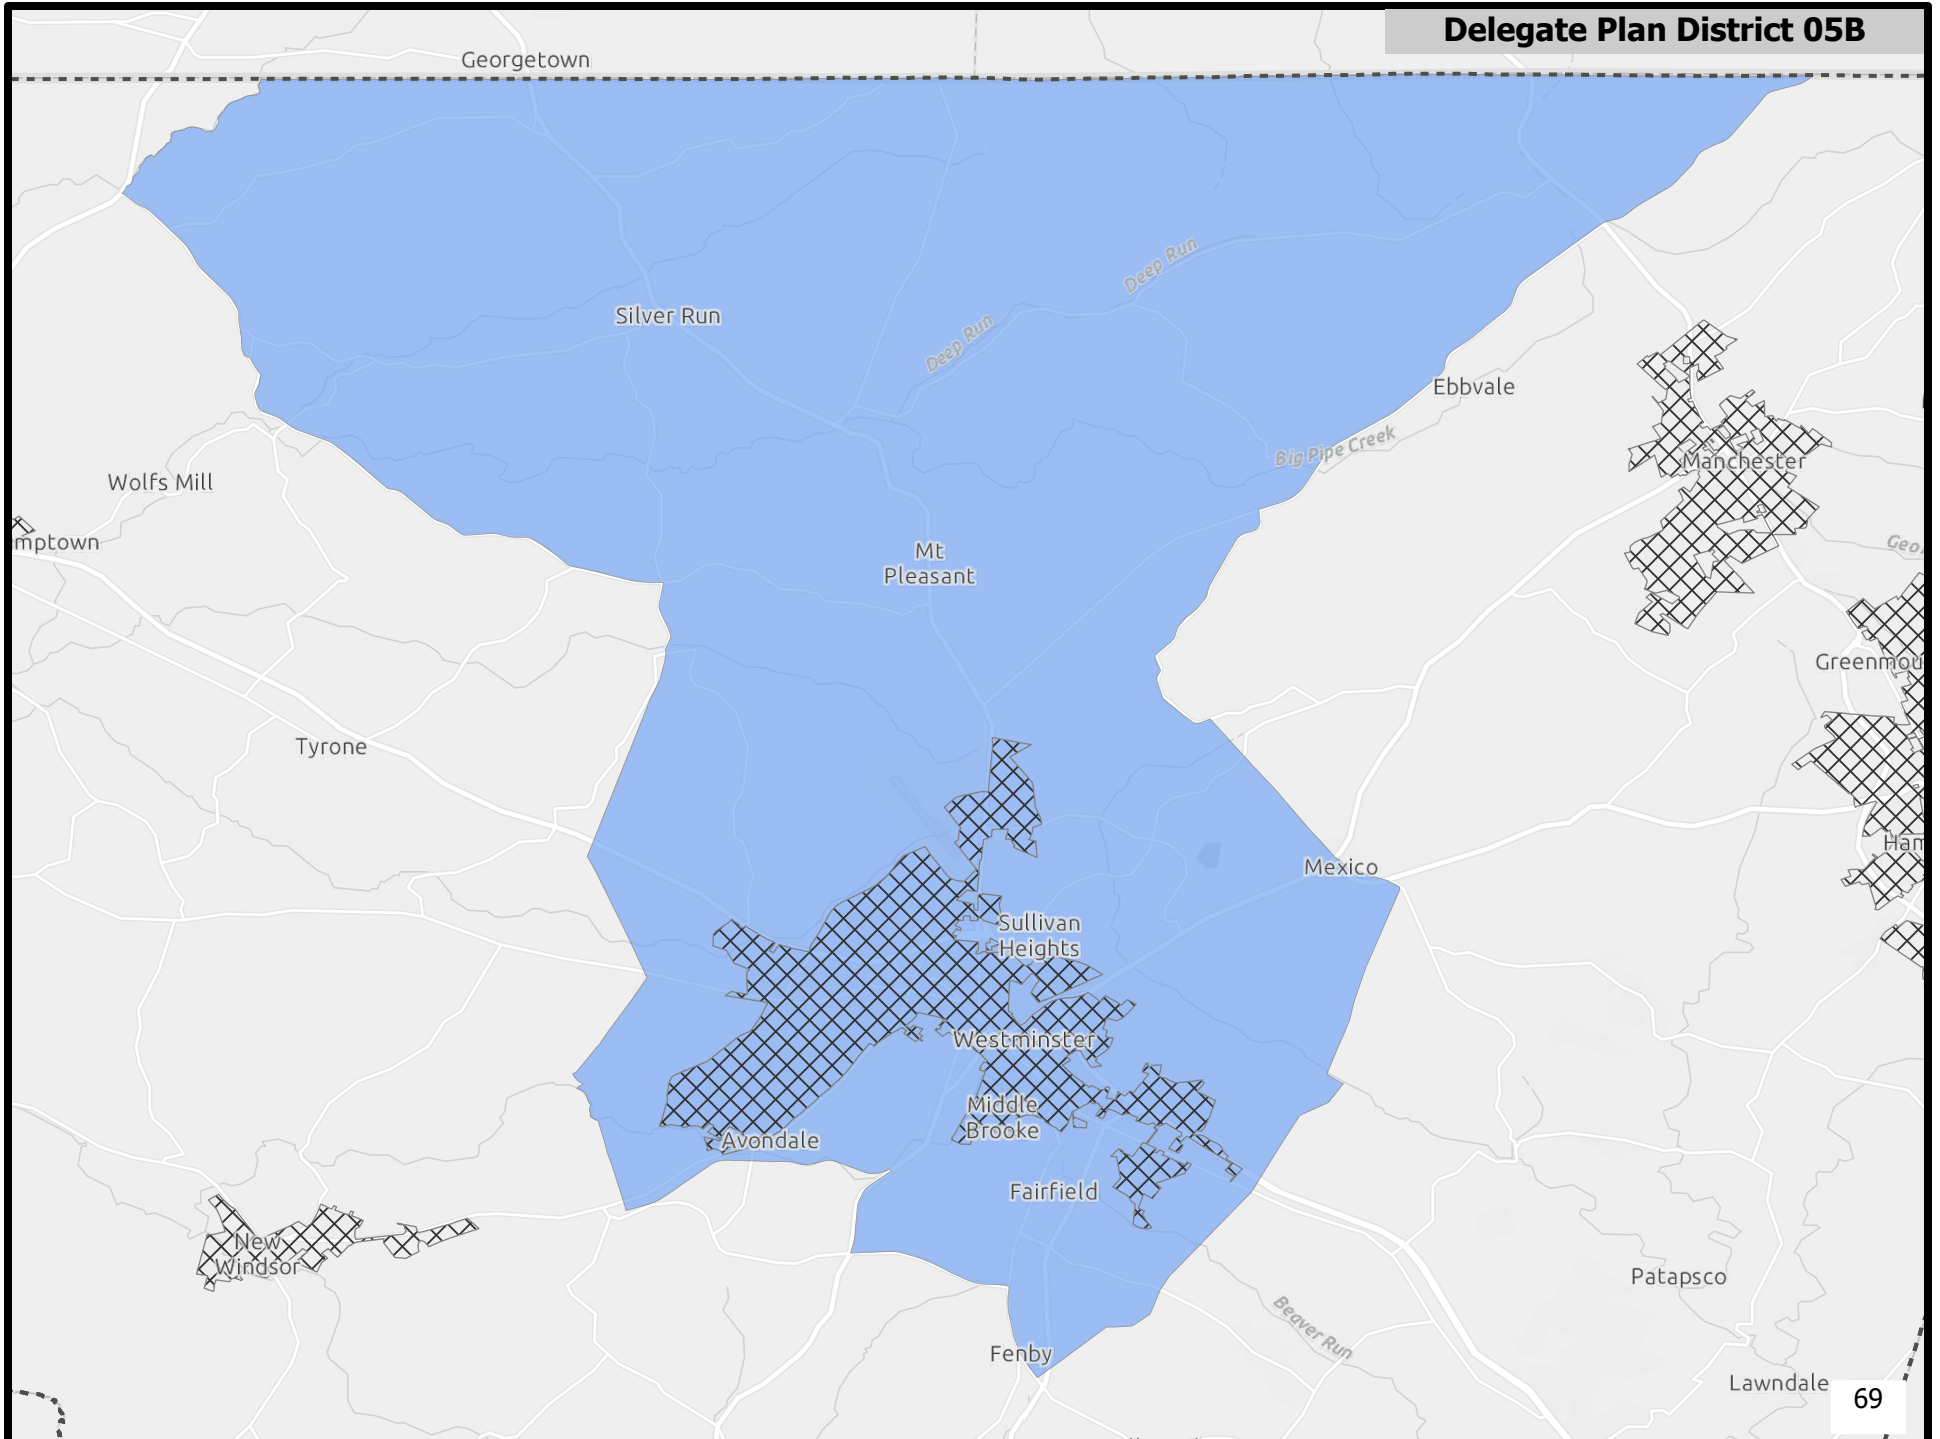 Delegate Plan District 05B
Georgetown
Deep Run
Silver Run
Deep Run
Ebbvale
Big Pipe Creek
Manchester
Wolfs Mill
mptown
Mt
Pleasant
Geo
Greenmou
Tyrone
Ham
Mexico
Sullivan
Heights
Westminster
Middle
Brooke
Avondale
Fairfield
New
Windsor
Patapsco
Beaver Run
Fenby
Lawndale
69